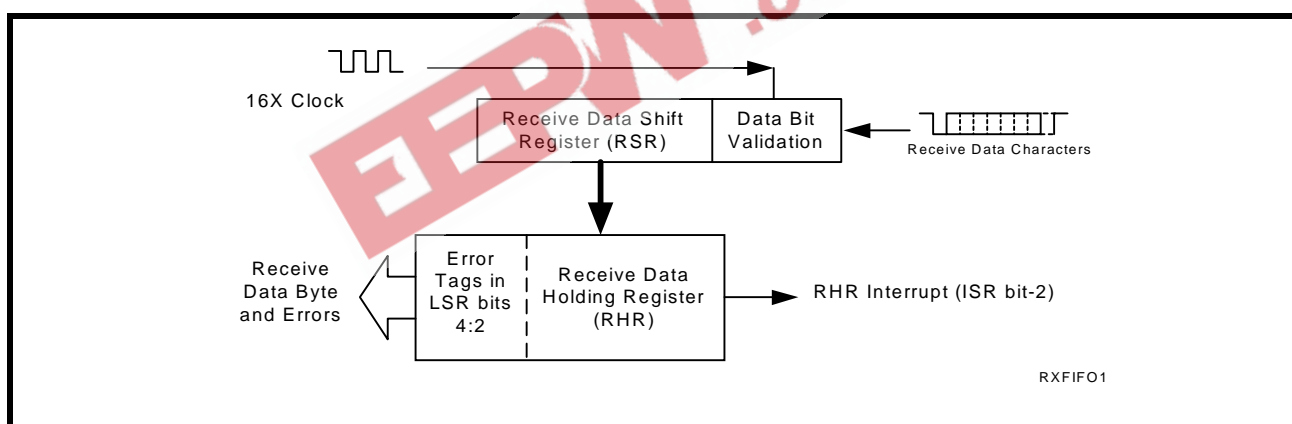 EEPW.
16X Clock
Receive Data Shift
Register (RSR)
Data Bit
Validation
Receive Data Characters
Receive
Data Byte
and Errors
Error
Tags in
LSR bits
4:2
Receive Data
Holding Register
(RHR)
RHR Interrupt (ISR bit-2)
RXFIFO1